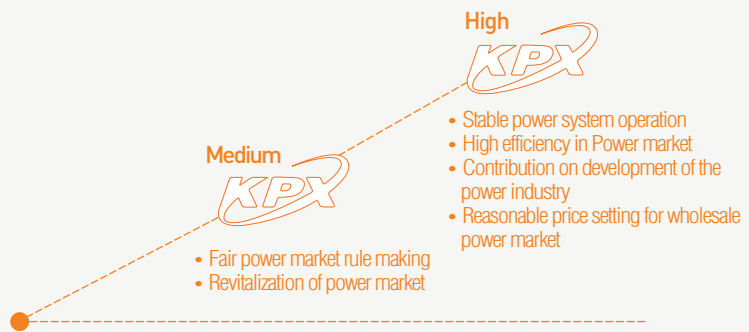 High
KPX
• Stable power system operation
• High efficiency in Power market
• Contribution on development of the
power industry
• Reasonable price setting for wholesale
power market
Medium
KPX
• Fair power market rule making
• Revitalization of power market